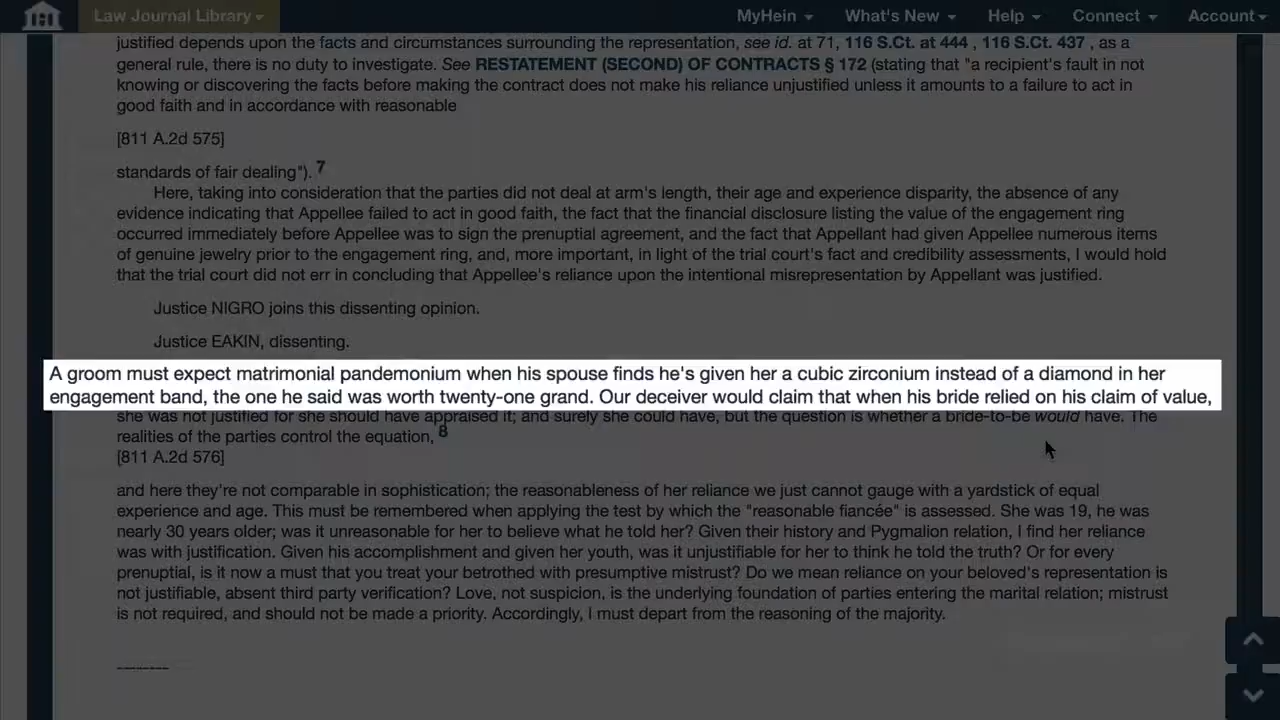 Law Journal Library
MyHein What's New Help Connect Account
justified depends upon the facts and circumstances surrounding the representation, see id. at 71, 116 S.Ct. at 444 , 116 S.Ct. 437 , as a
general rule, there is no duty to investigate. See RESTATEMENT (SECOND) OF CONTRACTS § 172 (stating that "a recipient's fault in not
knowing or discovering the facts before making the contract does not make his reliance unjustified unless it amounts to a failure to act in
good faith and in accordance with reasonable
[811 A.2d 575]
standards of fair dealing"). 7
Here, taking into consideration that the parties did not deal at arm's length, their age and experience disparity, the absence of any
evidence indicating that Appellee failed to act in good faith, the fact that the financial disclosure listing the value of the engagement ring
occurred immediately before Appellee was to sign the prenuptial agreement, and the fact that Appellant had given Appellee numerous items
of genuine jewelry prior to the engagement ring, and, more important, in light of the trial court's fact and credibility assessments, I would hold
that the trial court did not err in concluding that Appellee's reliance upon the intentional misrepresentation by Appellant was justified.
Justice NIGRO joins this dissenting opinion.
Justice EAKIN, dissenting.
A groom must expect matrimonial pandemonium when his spouse finds he's given her a cubic zirconium instead of a diamond in her
engagement band, the one he said was worth twenty-one grand. Our deceiver would claim that when his bride relied on his claim of value,
she was not justified for she should have appraised it; and surely she could have, but the question is whether a bride-to-be would have. The
realities of the parties control the equation, 8
[811 A.2d 576]
and here they're not comparable in sophistication; the reasonableness of her reliance we just cannot gauge with a yardstick of equal
experience and age. This must be remembered when applying the test by which the "reasonable fiancée" is assessed. She was 19, he was
nearly 30 years older; was it unreasonable for her to believe what he told her? Given their history and Pygmalion relation, I find her reliance
was with justification. Given his accomplishment and given her youth, was it unjustifiable for her to think he told the truth? Or for every
prenuptial, is it now a must that you treat your betrothed with presumptive mistrust? Do we mean reliance on your beloved's representation is
not justifiable, absent third party verification? Love, not suspicion, is the underlying foundation of parties entering the marital relation; mistrust
is not required, and should not be made a priority. Accordingly, I must depart from the reasoning of the majority.
--------